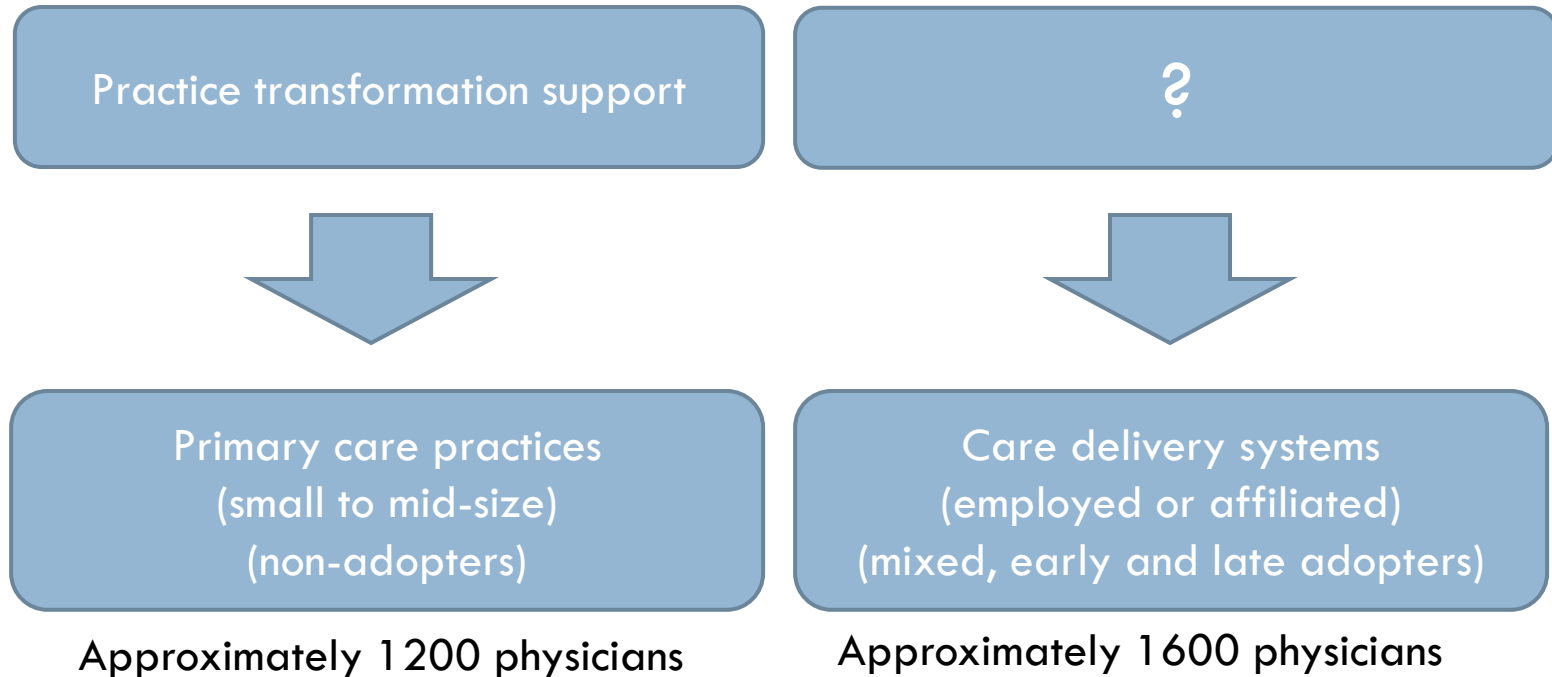 Practice transformation support
?
Primary care practices
(small to mid-size)
(non-adopters)
Care delivery systems
(employed or affiliated)
(mixed, early and late adopters)
Approximately 1200 physicians
Approximately 1600 physicians